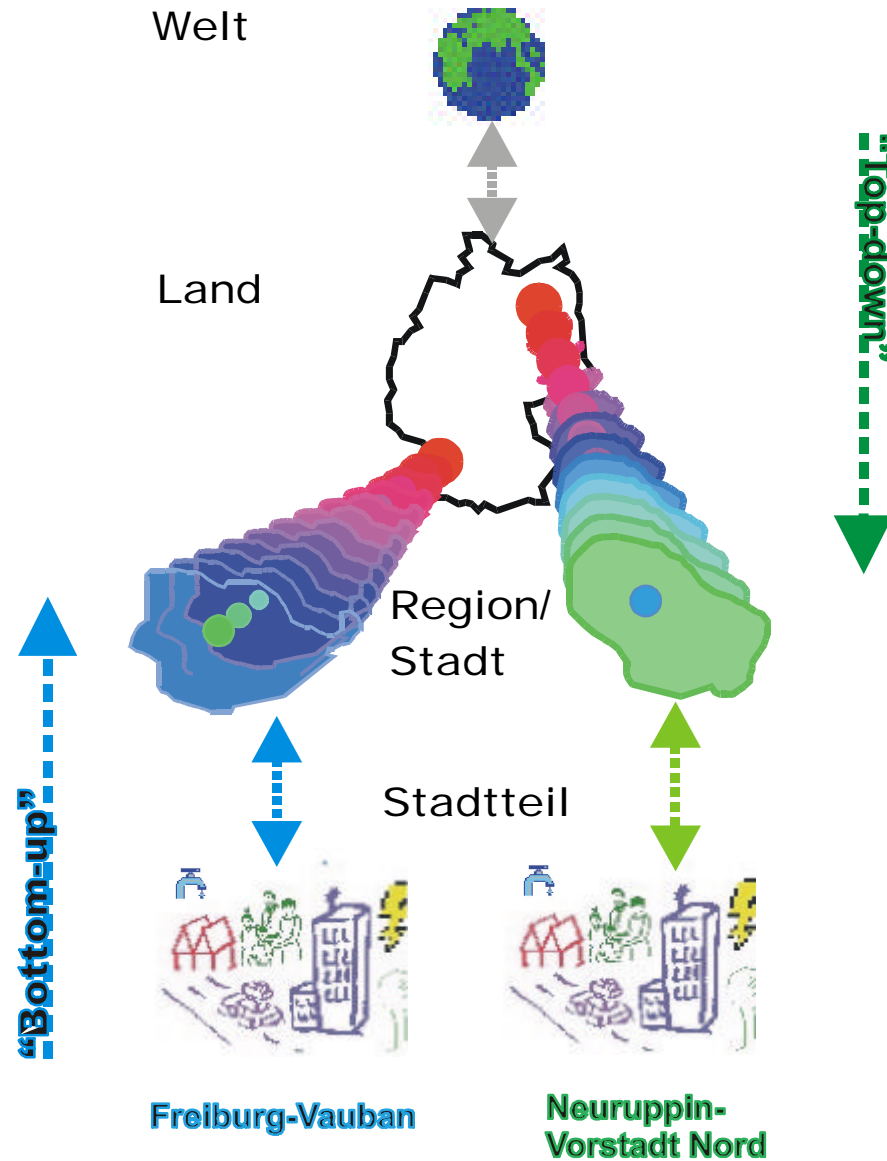 Welt
“Top-down”
Land
Region/
Stadt
Stadtteil
“Bottom-up”
Freiburg-Vauban
Neuruppin-
Vorstadt Nord